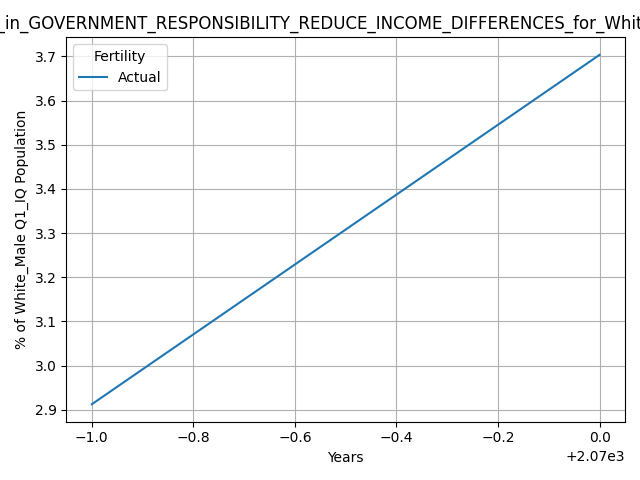 _in_GOVERNMENT_RESPONSIBILITY_REDUCE_INCOME_DIFFERENCES_for_Whit
Fertility
Actual
% of White_Male Q1_IQ Population
3.7
3.6
3.5
3.4
3.3
3.2
3.1
3.0
2.9
−1.0 −0.8 −0.6 −0.4 −0.2 0.0
Years
+2.07e3